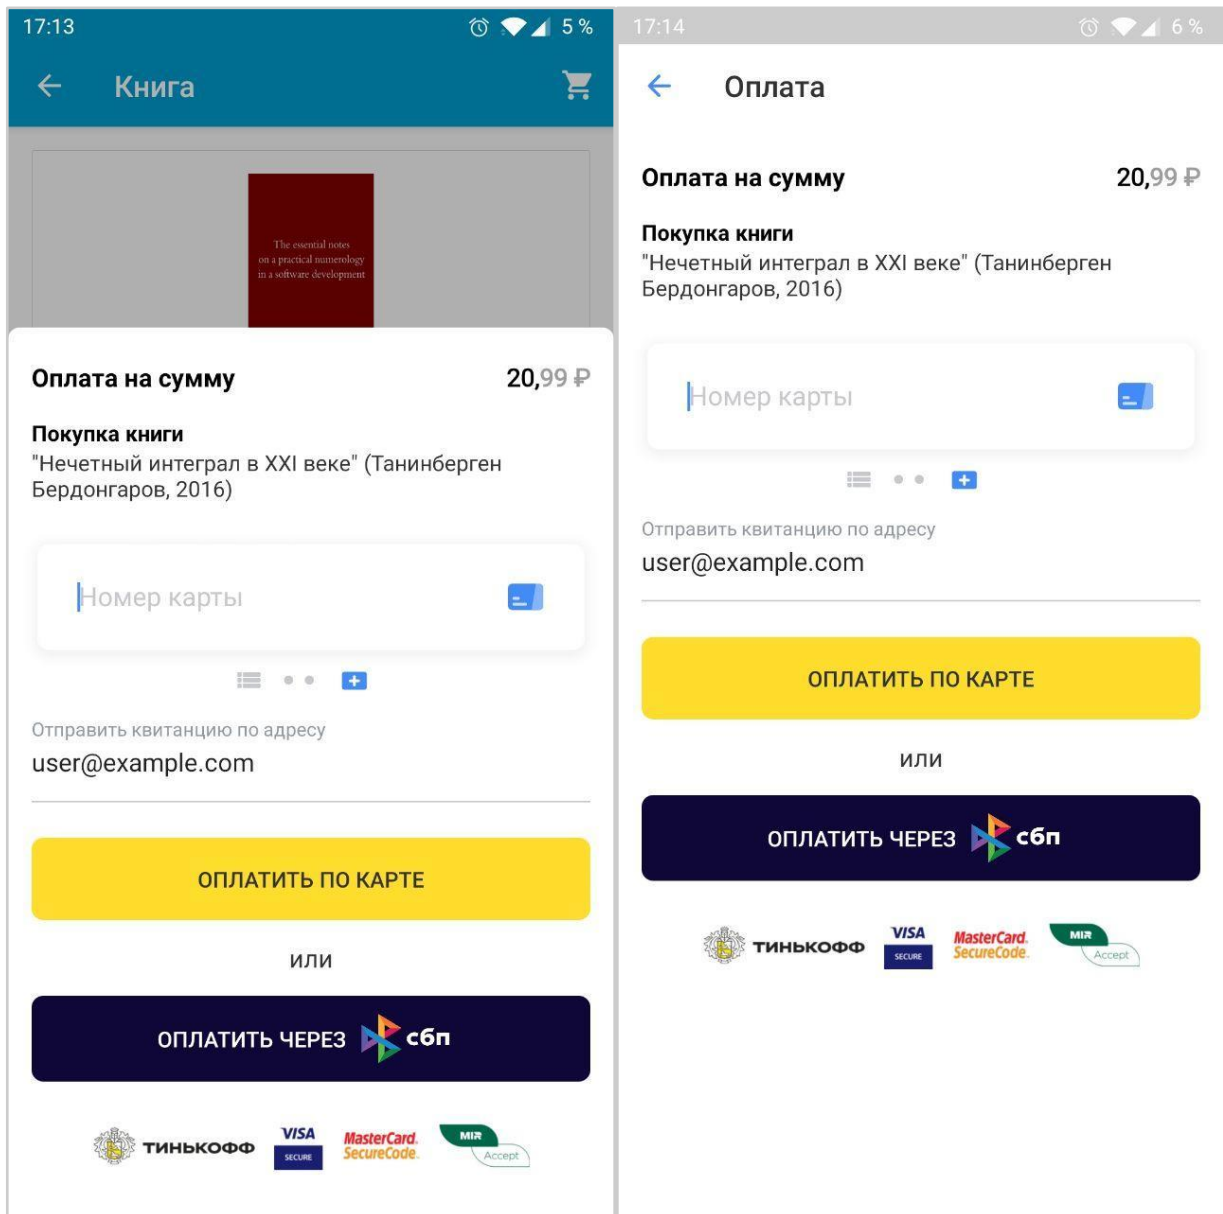 17:13
5 %
Книга
The essential notes
on a practical numerology
in a software development
Оплата на сумму
20,99 ₽
Покупка книги
"Нечетный интеграл в XXI веке" (Танинберген
Бердонгаров, 2016)
Номер карты
Отправить квитанцию по адресу
user@example.com
ОПЛАТИТЬ ПО КАРТЕ
или
ОПЛАТИТЬ ЧЕРЕЗ сбп
ТИНЬКОФФ
VISA
SECURE
MasterCard.
SecureCode.
MIR
Accept
17:14
6 %
Оплата
Оплата на сумму
20,99 ₽
Покупка книги
"Нечетный интеграл в XXI веке" (Танинберген
Бердонгаров, 2016)
Номер карты
Отправить квитанцию по адресу
user@example.com
ОПЛАТИТЬ ПО КАРТЕ
или
ОПЛАТИТЬ ЧЕРЕЗ сбп
ТИНЬКОФФ
VISA
SECURE
MasterCard.
SecureCode.
MIR
Accept